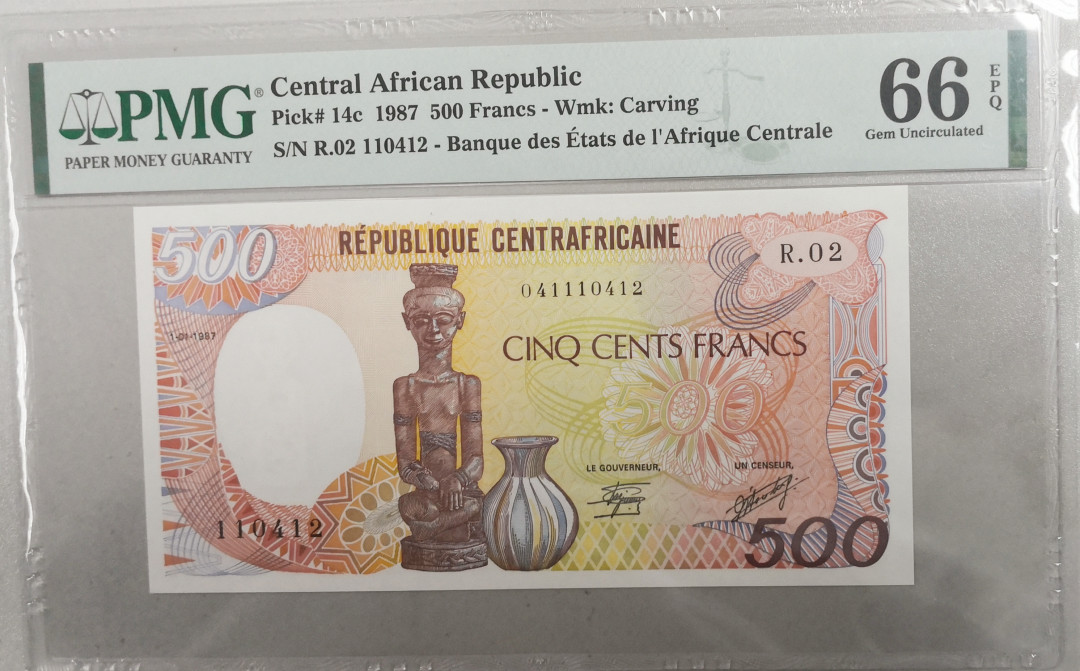 PMG®
PAPER MONEY GUARANTY
Central African Republic
Pick# 14c 1987 500 Francs - Wmk: Carving
S/N R.02 110412 - Banque des États de l'Afrique Centrale
66
EPQ
Gem Uncirculated
500
RÉPUBLIQUE CENTRAFRICAINE
R.02
041110412
1-01-1987
CINQ CENTS FRANCS
500
LE GOUVERNEUR,
UN CENSEUR,
110412
500